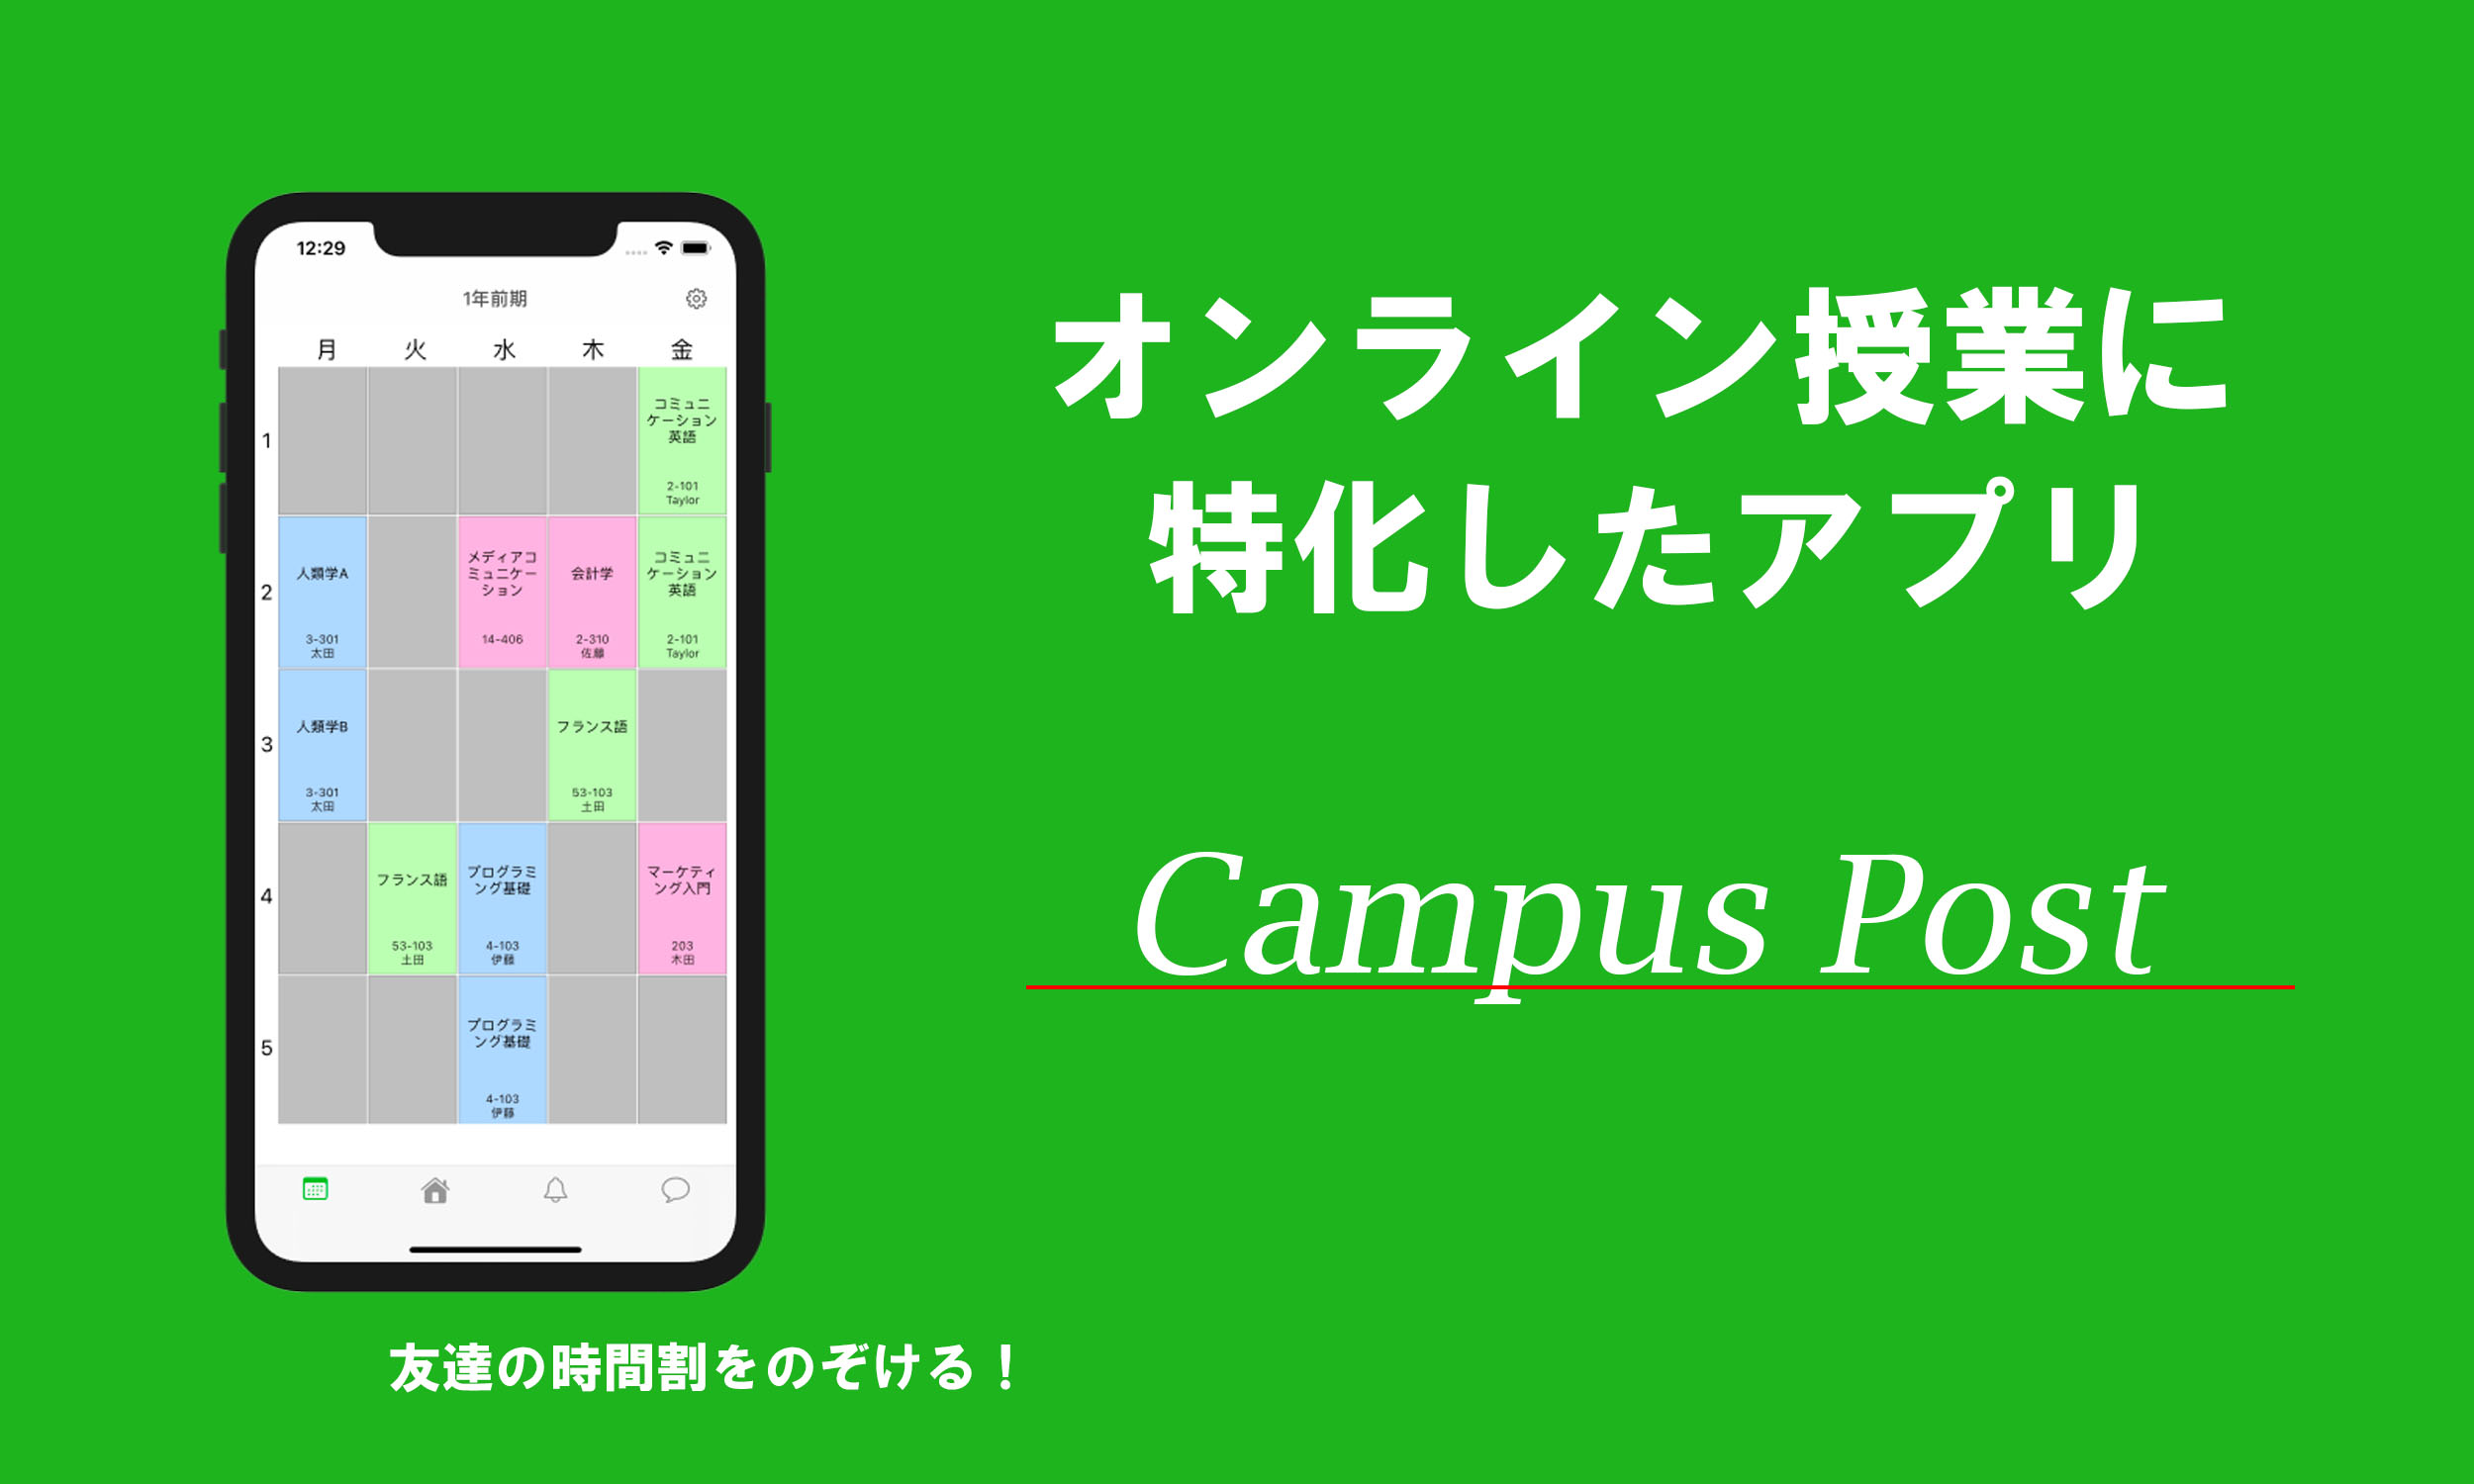 12:29
1年前期
月 火 水 木 金
1
コミュニ
ケーション
英語
2-101
Taylor
2
人類学A
3-301
太田
メディアコ
ミュニケー
ション
14-406
会計学
2-310
佐藤
コミュニ
ケーション
英語
2-101
Taylor
3
人類学B
3-301
太田
フランス語
53-103
土田
4
フランス語
53-103
土田
プログラミ
ング基礎
4-103
伊藤
マーケティ
ング入門
203
木田
5
プログラミ
ング基礎
4-103
伊藤
友達の時間割をのぞける！
オンライン授業に
特化したアプリ
Campus Post